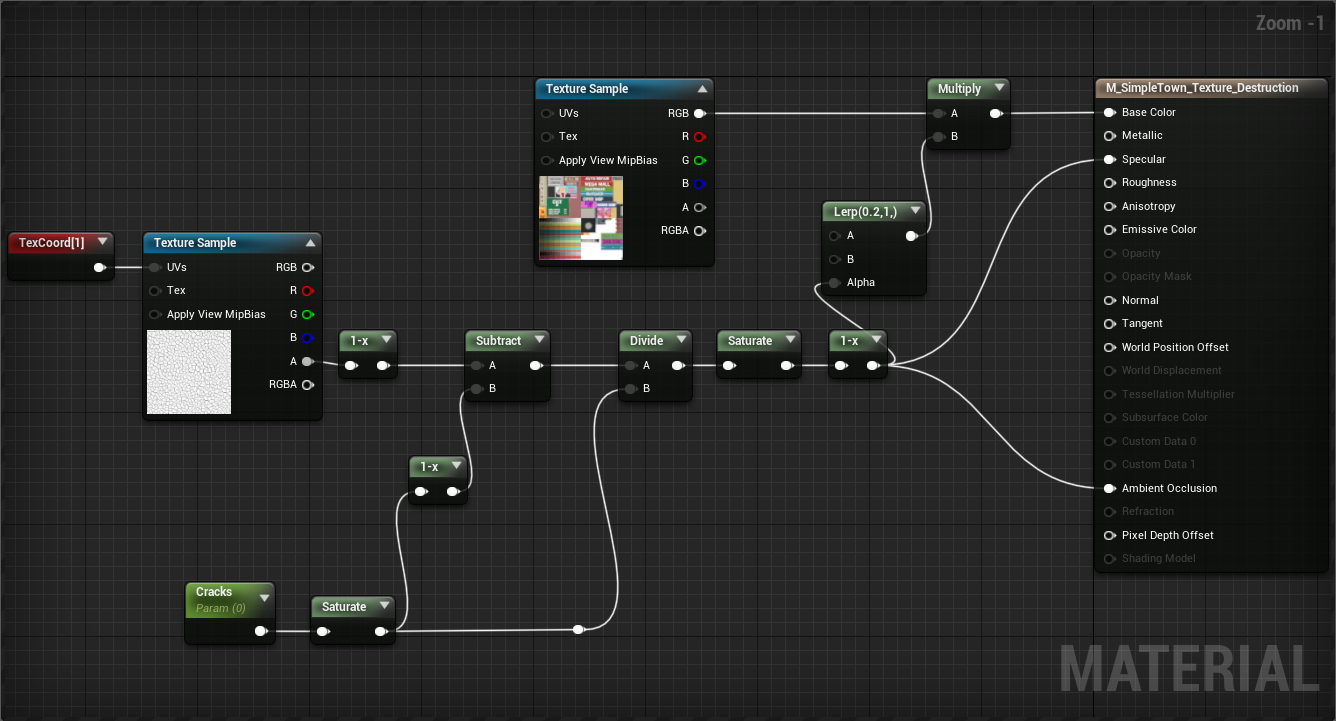 Zoom -1
Texture Sample
UVs RGB
Tex R
Apply View MipBias G
B
A
RGBA
Multiply
A
B
M_SimpleTown_Texture_Destruction
Base Color
Metallic
Specular
Roughness
Anisotropy
Emissive Color
Opacity
Opacity Mask
Normal
Tangent
World Position Offset
World Displacement
Tessellation Multiplier
Subsurface Color
Custom Data 0
Custom Data 1
Ambient Occlusion
Refraction
Pixel Depth Offset
Shading Model
Lerp(0.2,1,)
A
B
Alpha
TexCoord[1]
Texture Sample
UVs RGB
Tex R
Apply View MipBias G
B
A
RGBA
1-x
Subtract
A
B
Divide
A
B
Saturate
1-x
1-x
Cracks
Param (0)
Saturate
MATERIAL